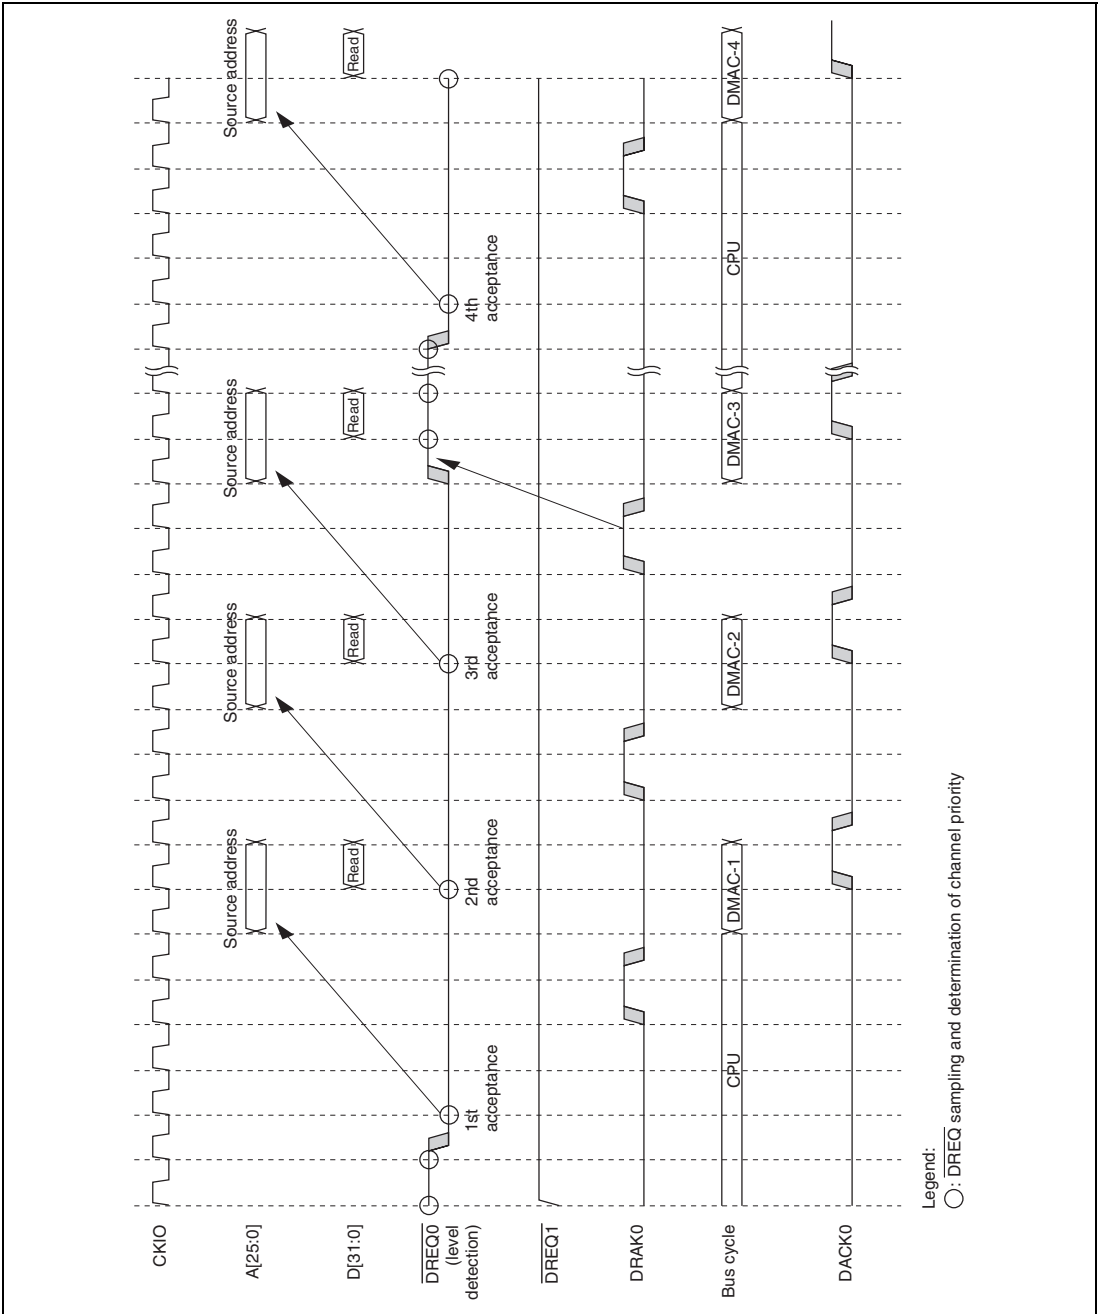 CKIO
A[25:0]
Source address
Source address
Source address
Source address
D[31:0]
Read
Read
Read
Read
DREQ0
(level
detection)
1st
acceptance
2nd
acceptance
3rd
acceptance
4th
acceptance
DREQ1
DRAK0
Bus cycle
CPU
DMAC-1
DMAC-2
DMAC-3
CPU
DMAC-4
DACK0
Legend:
○: DREQ sampling and determination of channel priority